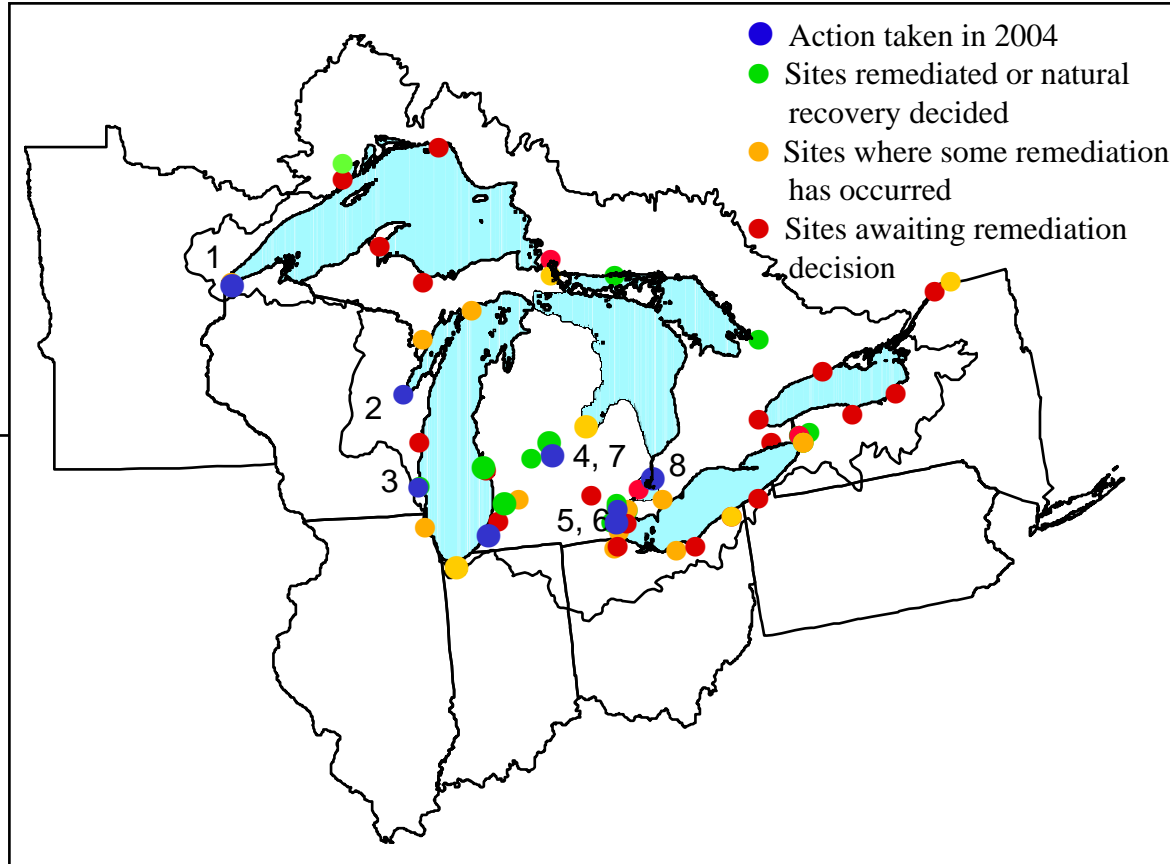 Action taken in 2004
Sites remediated or natural
recovery decided
Sites where some remediation
has occurred
Sites awaiting remediation
decision
1
2
3
4, 7
8
5, 6